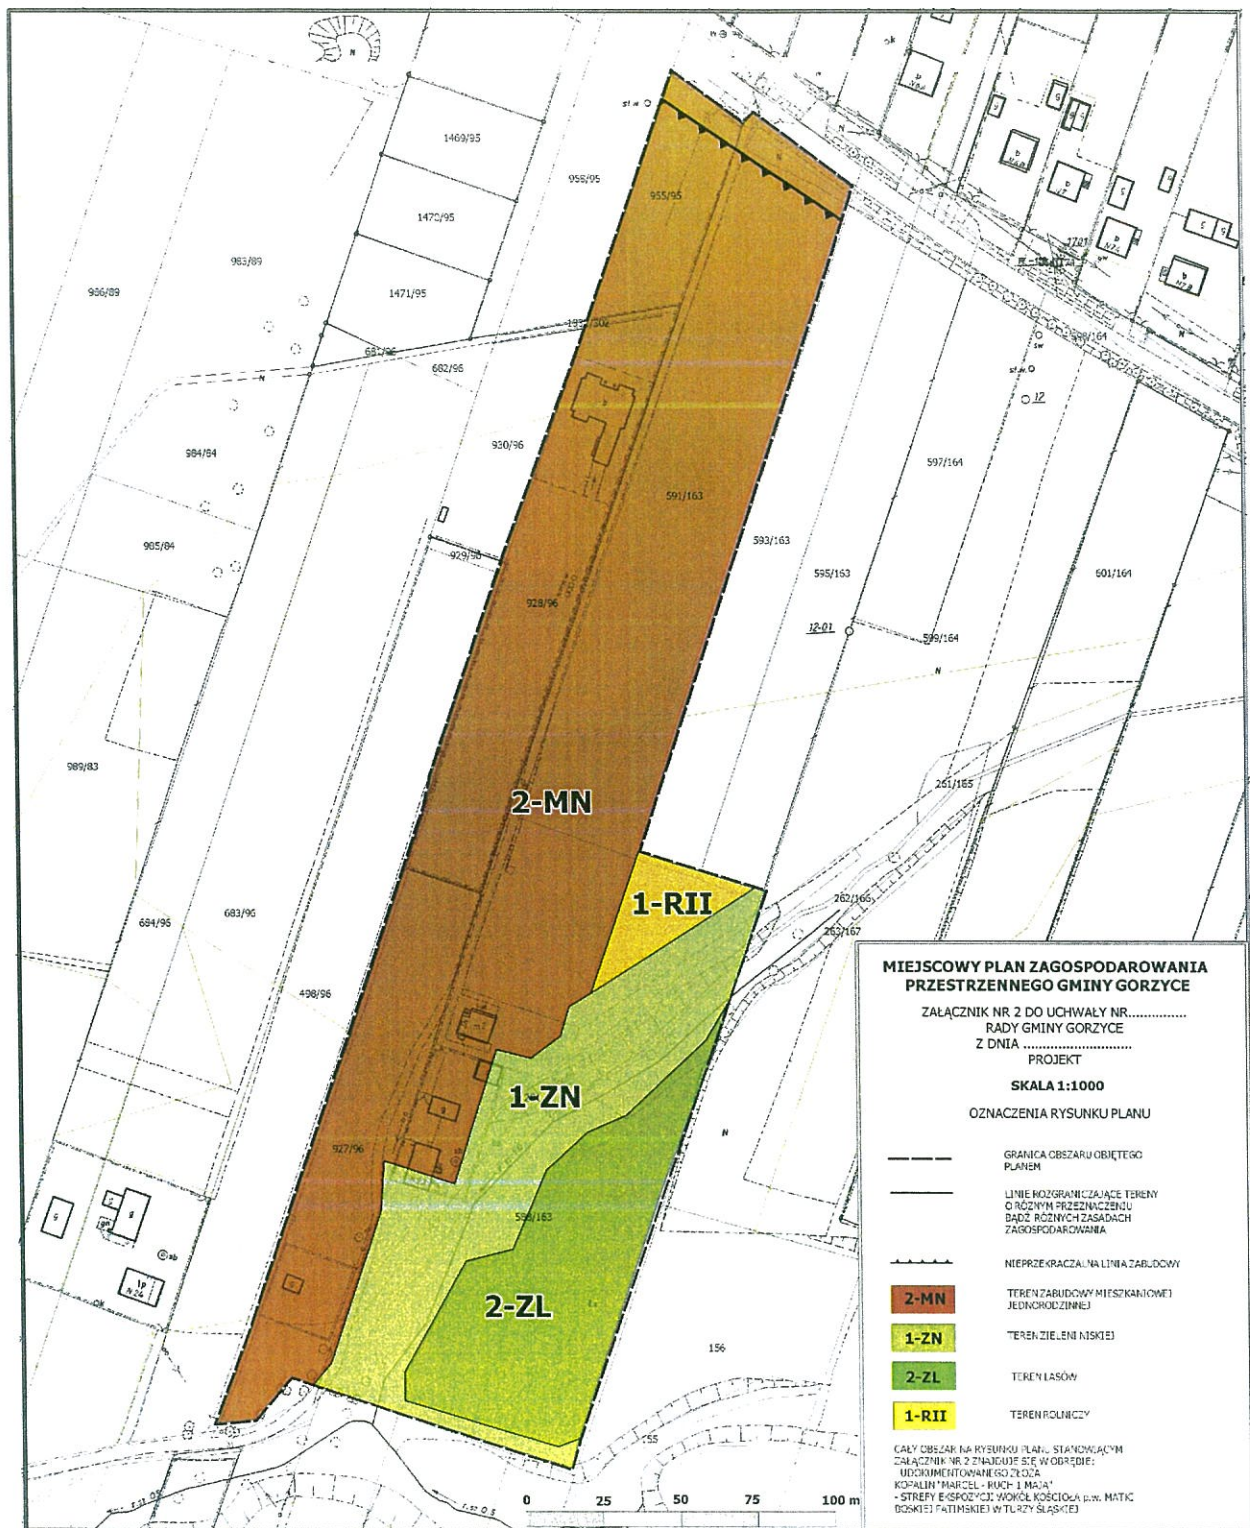 N
st.w.
1469/95
958/95
955/95
1470/95
983/89
986/89
1471/95
682/96
N
984/84
930/96
591/163
597/164
12
sw
st.w.
985/84
929/96
593/163
595/163
601/164
928/96
12-01
599/164
N
989/83
261/165
2-MN
1-RII
262/166
263/167
684/96
683/96
498/96
1-ZN
N
927/96
588/163
2-ZL
156
155
0 25 50 75 100 m
MIEJSCOWY PLAN ZAGOSPODAROWANIA
PRZESTRZENNEGO GMINY GORZYCE
ZAŁĄCZNIK NR 2 DO UCHWAŁY NR...............
RADY GMINY GORZYCE
Z DNIA ............................
PROJEKT
SKALA 1:1000
OZNACZENIA RYSUNKU PLANU
GRANICA OBSZARU OBJĘTEGO
PLANEM
LINIE ROZGRANICZAJĄCE TERENY
O RÓŻNYM PRZEZNACZENIU
BĄDŹ RÓŻNYCH ZASADACH
ZAGOSPODAROWANIA
NIEPRZEKRACZALNA LINIA ZABUDOWY
2-MN TEREN ZABUDOWY MIESZKANIOWEJ
JEDNORODZINNEJ
1-ZN TEREN ZIELENI NISKIEJ
2-ZL TEREN LASÓW
1-RII TEREN ROLNICZY
CAŁY OBSZAR NA RYSUNKU PLANU STANOWIĄCYM
ZAŁĄCZNIK NR 2 ZNAJDUJE SIĘ W OBRĘBIE:
UDOKUMENTOWANEGO ZŁOŻA
KOPALIN "MARCEL - RUCH 1 MAJA"
- STREFY EKSPOZYCJI WOKÓŁ KOŚCIOŁA p.w. MATKI
BOSKIEJ FATIMSKIEJ W TURZY ŚLĄSKIEJ